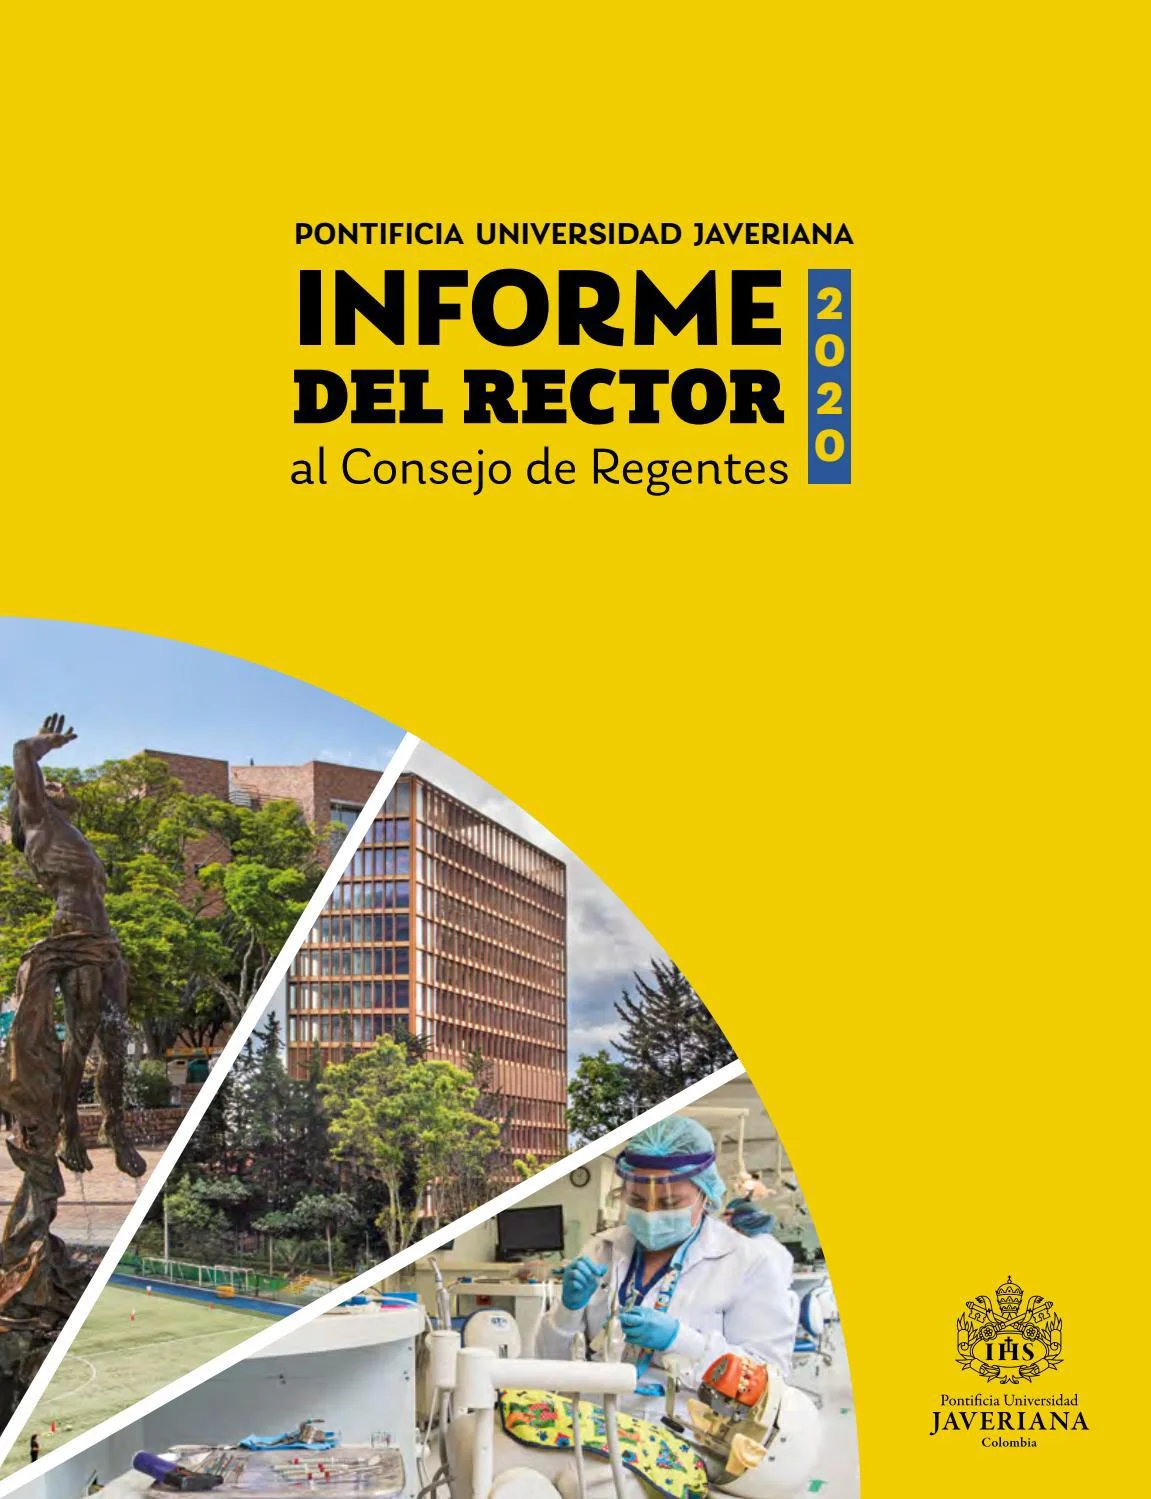 PONTIFICIA UNIVERSIDAD JAVERIANA
INFORME
DEL RECTOR
al Consejo de Regentes
2020
IHS
Pontificia Universidad
JAVERIANA
Colombia